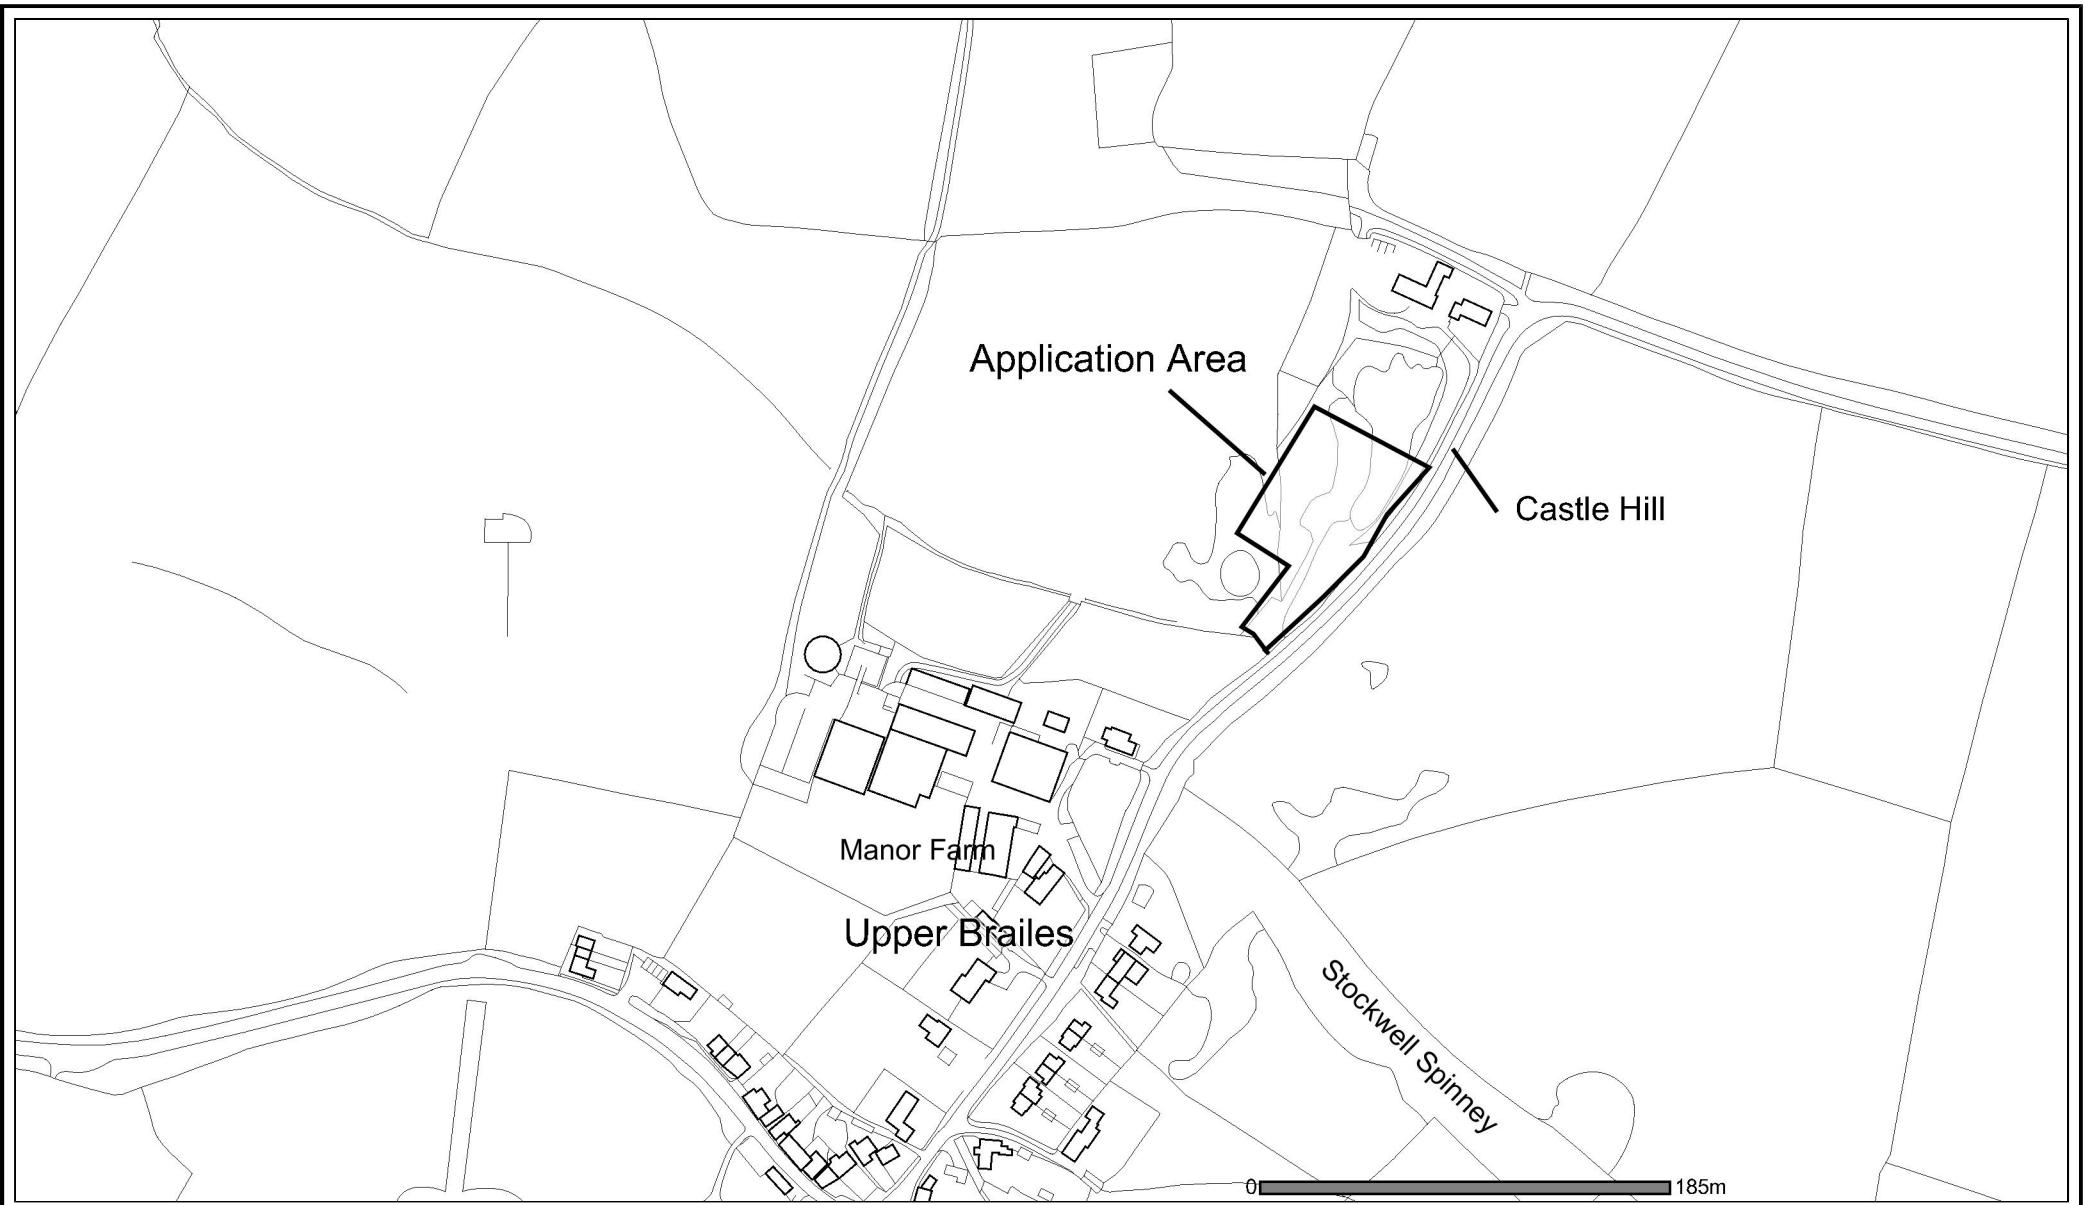 Application Area
Castle Hill
Manor Farm
Upper Brailes
Stockwell Spinney
0 185m